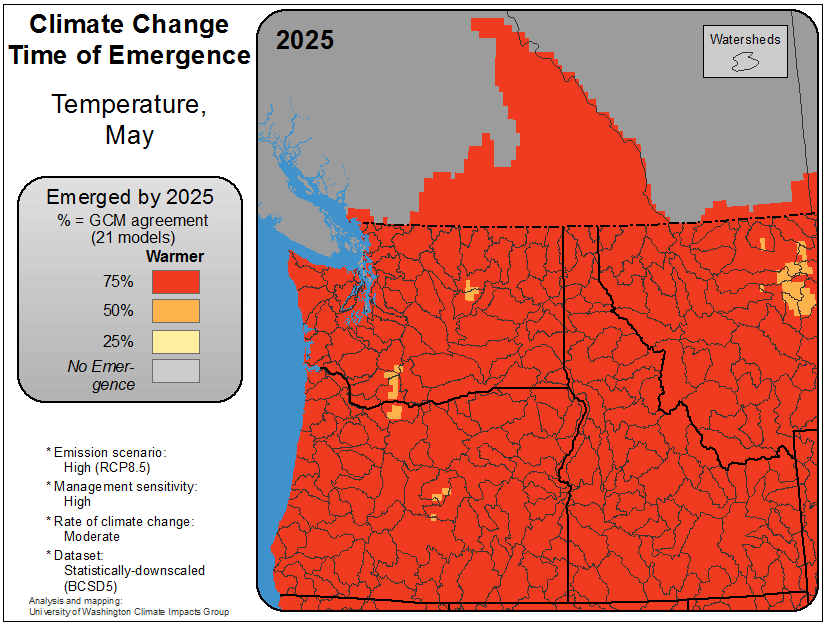 Climate Change
Time of Emergence
Temperature,
May
Emerged by 2025
% = GCM agreement
(21 models)
Warmer
75%
50%
25%
No Emer-
gence
* Emission scenario:
High (RCP8.5)
* Management sensitivity:
High
* Rate of climate change:
Moderate
* Dataset:
Statistically-downscaled
(BCSD5)
Analysis and mapping:
University of Washington Climate Impacts Group
2025
Watersheds